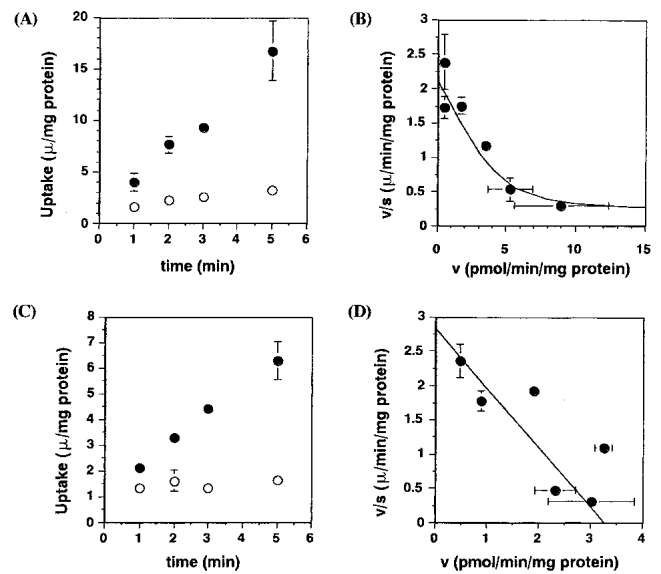 (A)
Uptake (μ/mg protein)
20
15
10
5
0
0 1 2 3 4 5 6
time (min)
(B)
v/s (μ/min/mg protein)
3
2.5
2
1.5
1
0.5
0
0 5 10 15
v (pmol/min/mg protein)
(C)
Uptake (μ/mg protein)
8
7
6
5
4
3
2
1
0
0 1 2 3 4 5 6
time (min)
(D)
v/s (μ/min/mg protein)
3
2.5
2
1.5
1
0.5
0
0 1 2 3 4
v (pmol/min/mg protein)